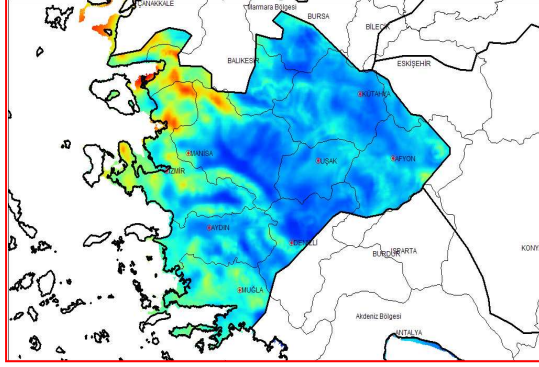 ÇANAKKALE
Marmara Bölgesi
BURSA
BİLECİK
BALIKESİR
ESKİŞEHİR
KÜTAHYA
MANİSA
UŞAK
AFYON
İZMİR
AYDIN
DENİZLİ
ISPARTA
BURDUR
KONY
MUĞLA
Akdeniz Bölgesi
ANTALYA